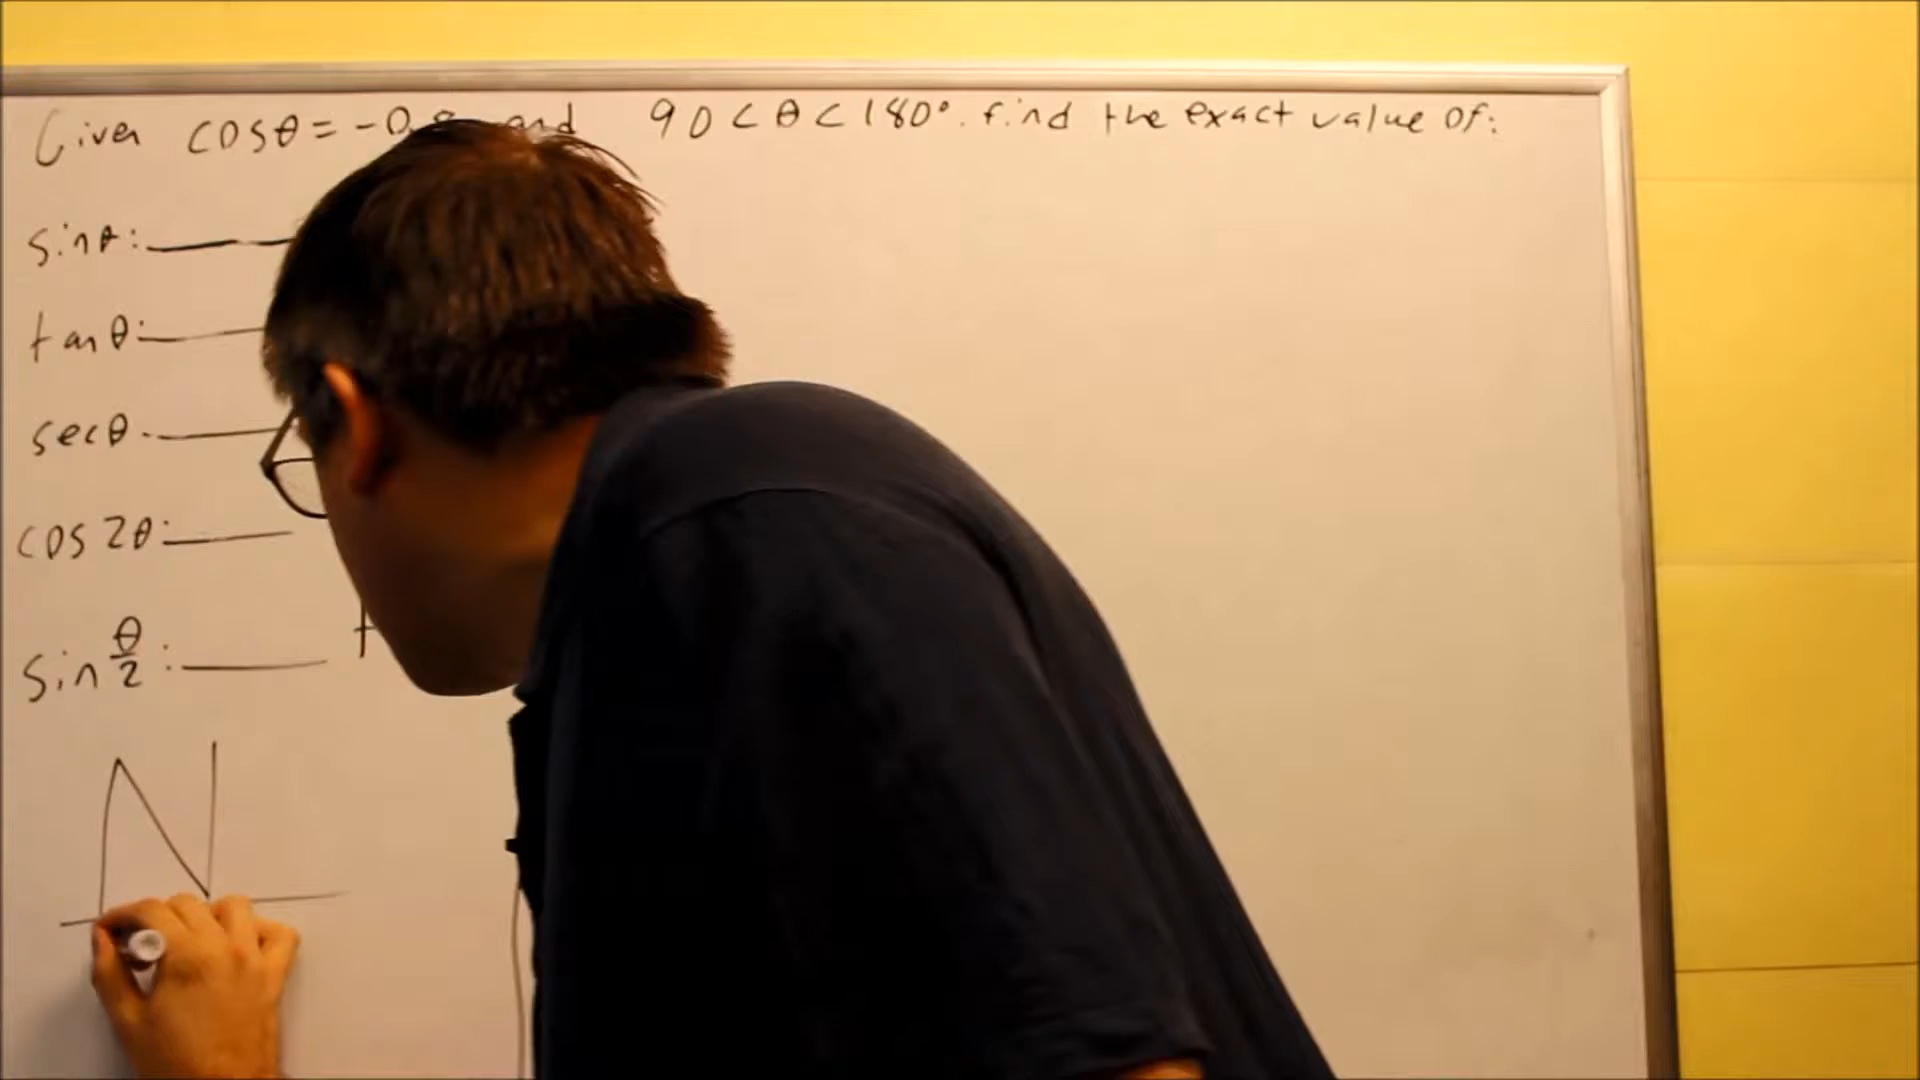 Given cosθ = -0.8 and 90 < θ < 180°. find the exact value of:
sinθ:
tanθ:
secθ.
cos2θ:
sin θ/2: